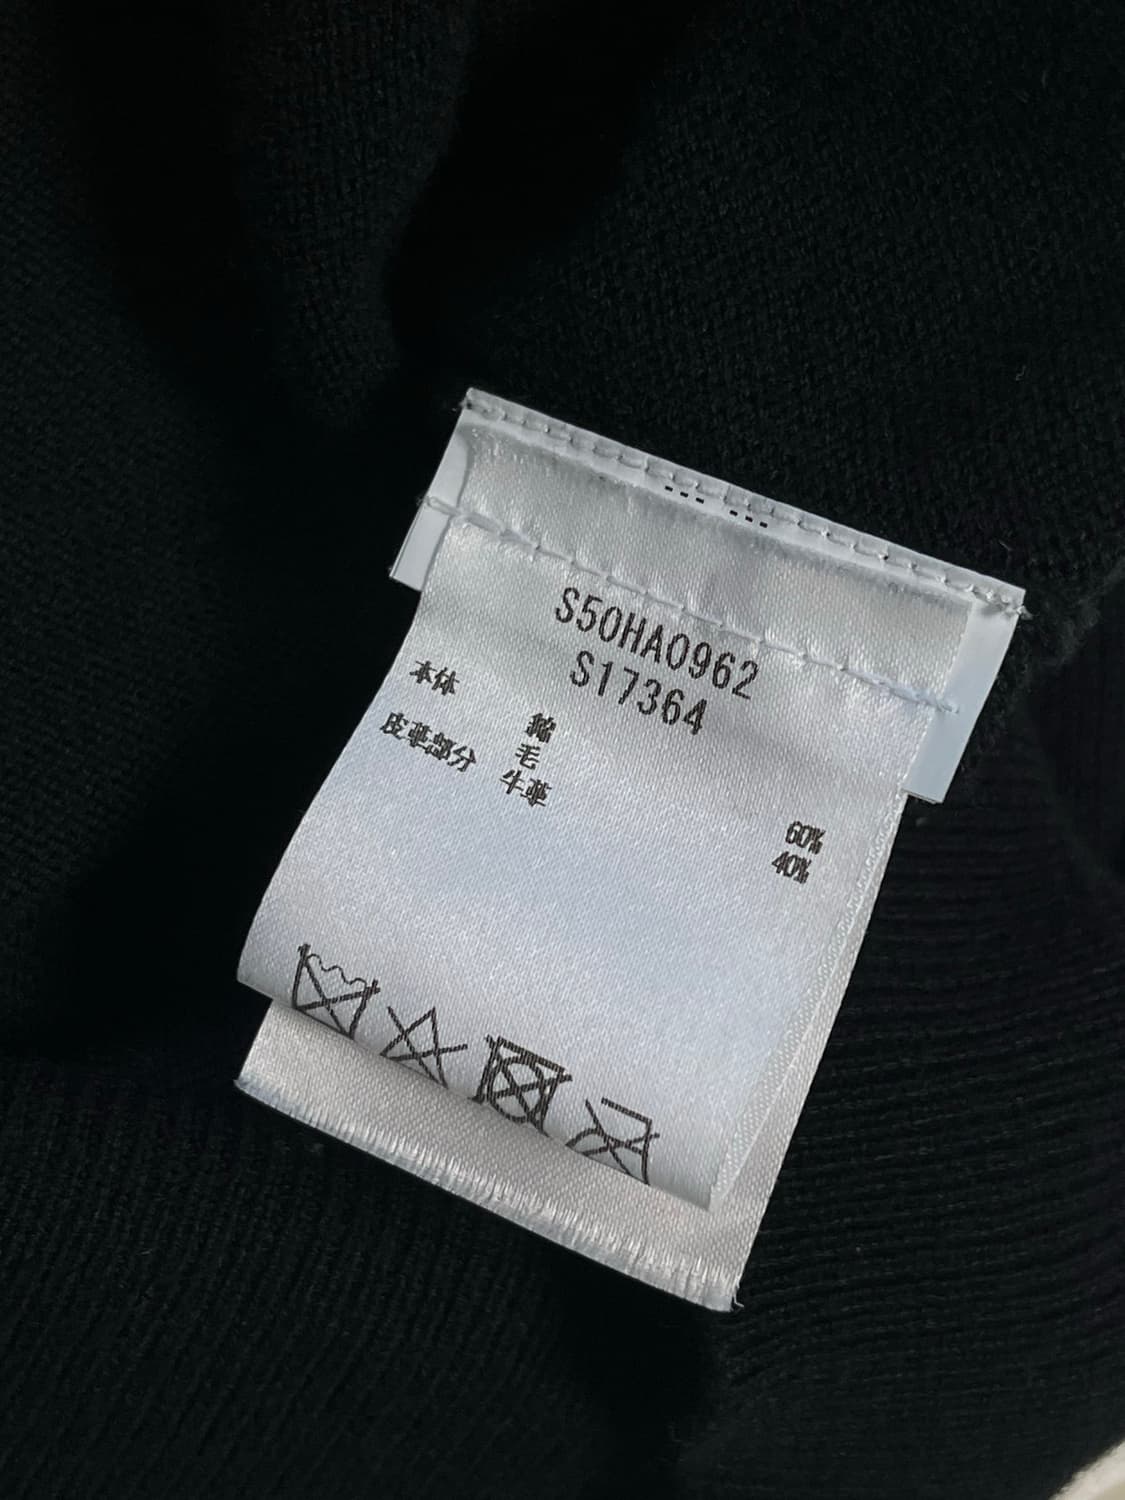 S50HA0962
S17364
本体
綿 60%
毛 40%
皮革部分 牛革